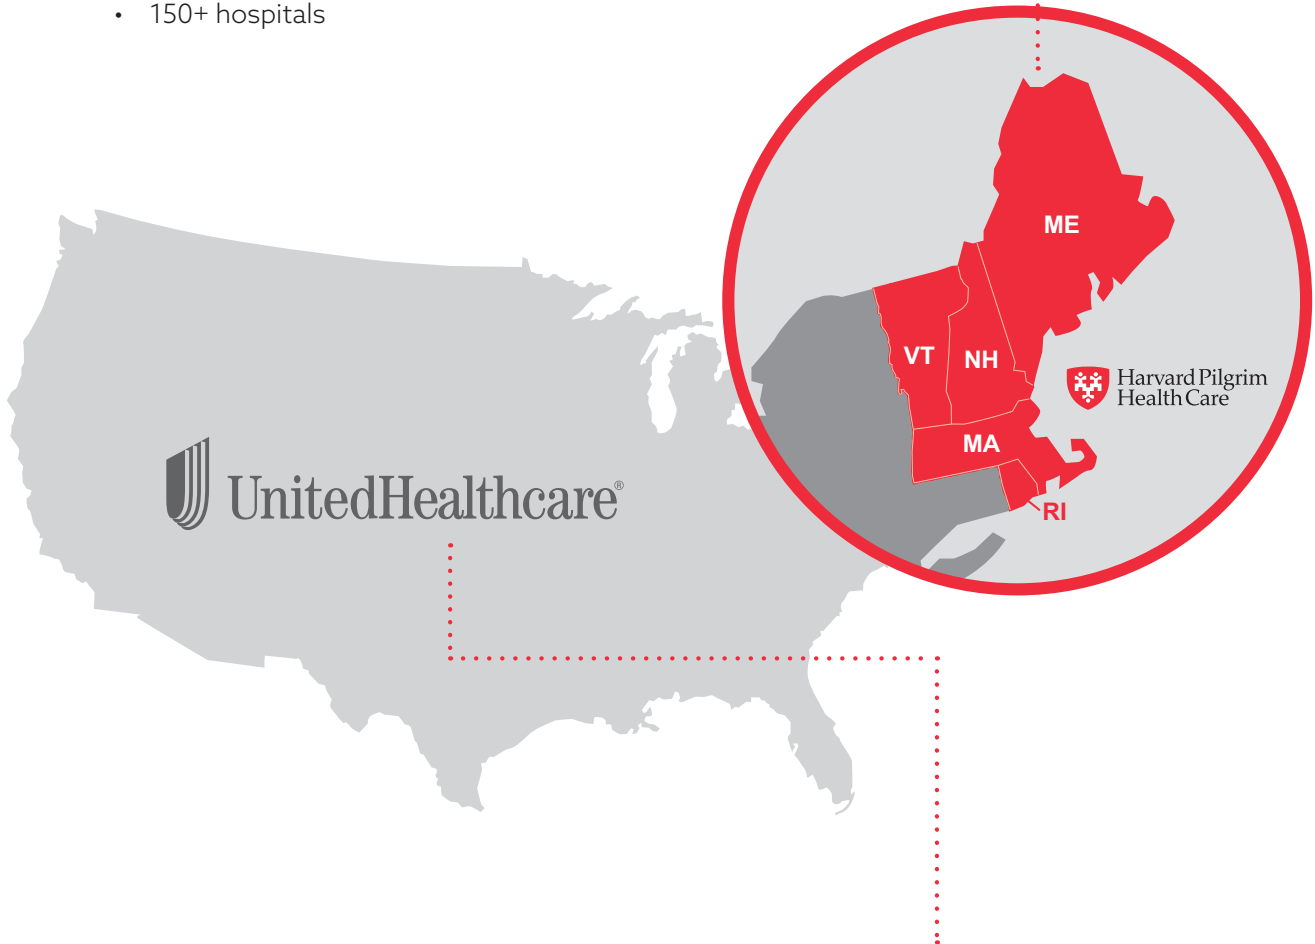 • 150+ hospitals
ME
VT
NH
Harvard Pilgrim
Health Care
MA
UnitedHealthcare®
RI